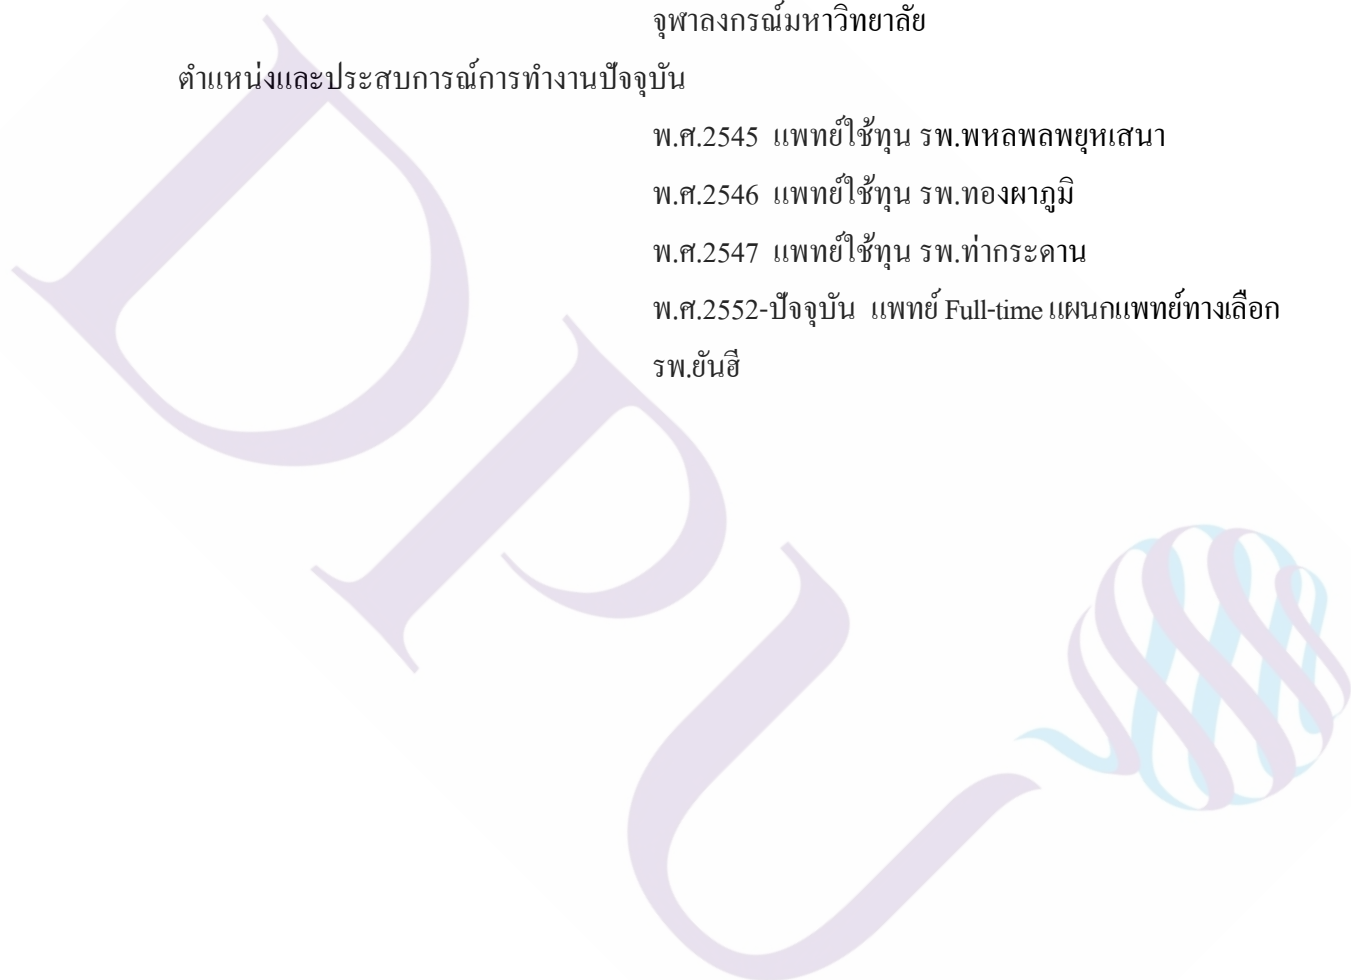 จุฬาลงกรณ์มหาวิทยาลัย
ตำแหน่งและประสบการณ์การทำงานปัจจุบัน
พ.ศ.2545 แพทย์ใช้ทุน รพ.พหลพลพยุหเสนา
พ.ศ.2546 แพทย์ใช้ทุน รพ.ทองผาภูมิ
พ.ศ.2547 แพทย์ใช้ทุน รพ.ท่ากระดาน
พ.ศ.2552-ปัจจุบัน แพทย์ Full-time แผนกแพทย์ทางเลือก
รพ.ยันฮี
DPU